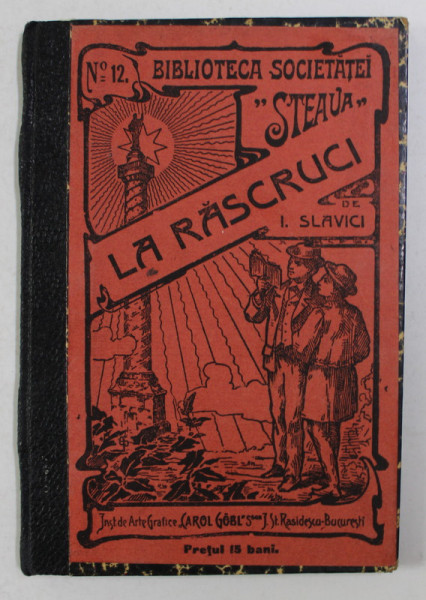 No 12.
BIBLIOTECA SOCIETĂŢEI
"STEAUA"
LA RĂSCRUCI
DE
I. SLAVICI
Inst. de Arte Grafice „CAROL GÖBL" Ssor I. St. Rasidescu-Bucureşti
Preţul 15 bani.